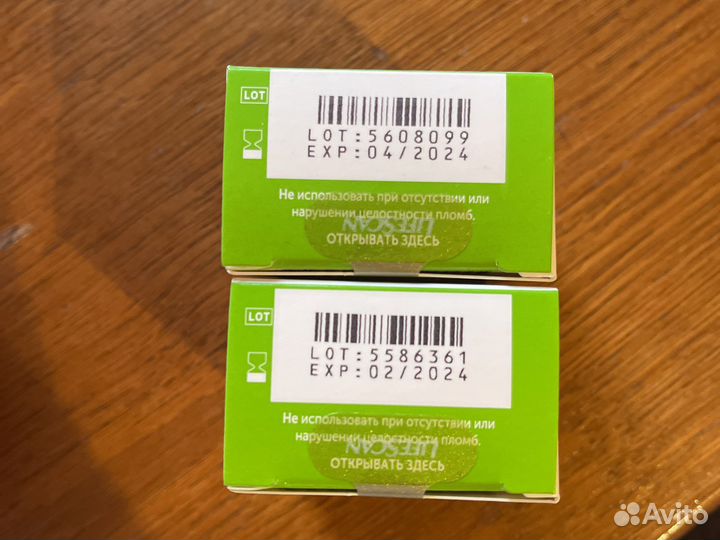 LOT
LOT:5608099
EXP:04/2024
Не использовать при отсутствии или
нарушении целостности пломб.
LIFESCAN
ОТКРЫВАТЬ ЗДЕСЬ
LOT
LOT:5586361
EXP:02/2024
Не использовать при отсутствии или
нарушении целостности пломб.
LIFESCAN
ОТКРЫВАТЬ ЗДЕСЬ
Avito